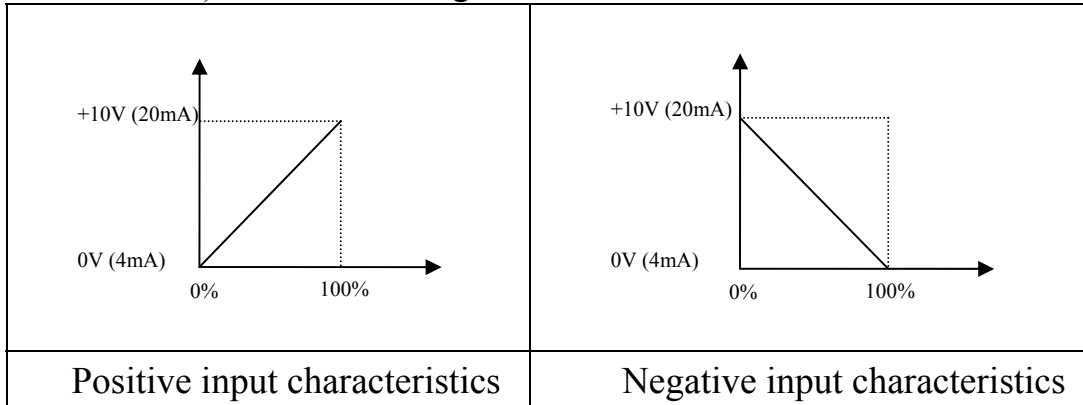 +10V (20mA)
0V (4mA)
0%
100%
+10V (20mA)
0V (4mA)
0%
100%
Positive input characteristics
Negative input characteristics